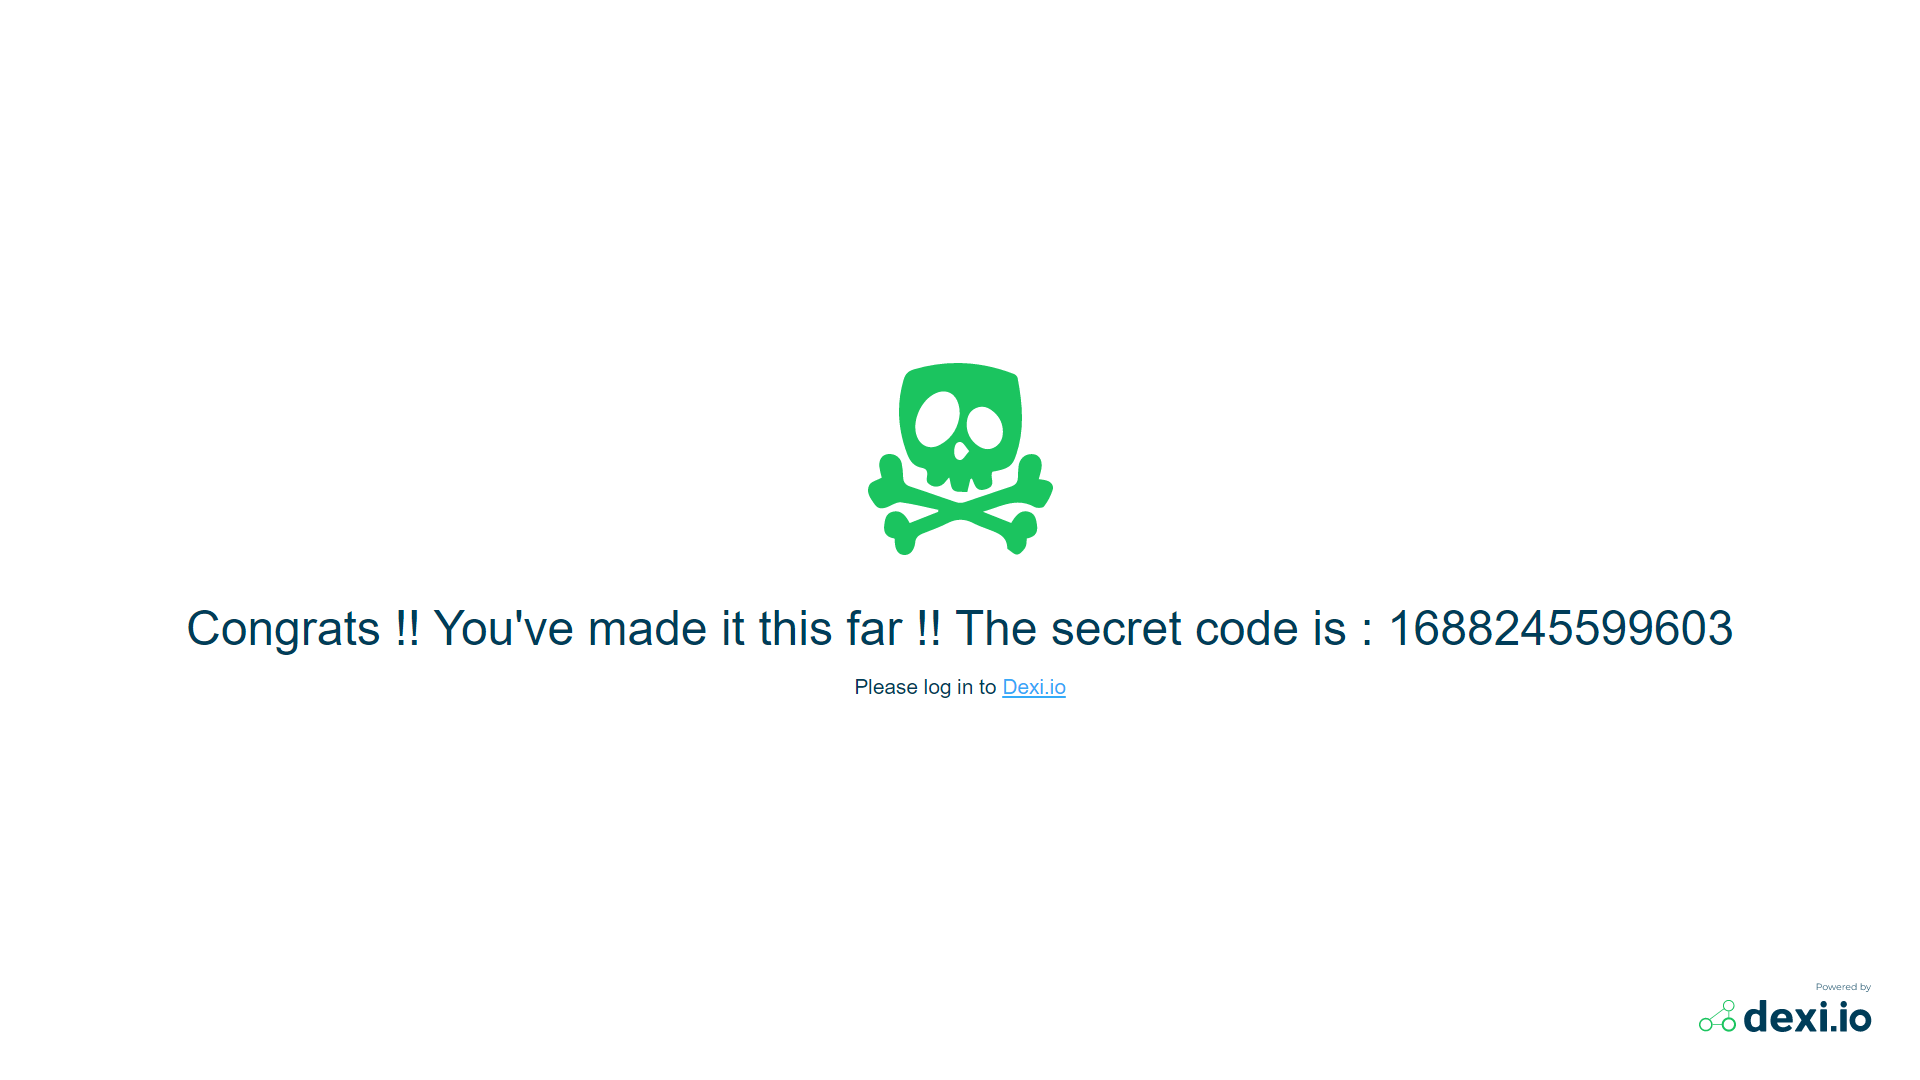 Congrats !! You've made it this far !! The secret code is : 1688245599603
Please log in to Dexi.io
Powered by
dexi.io